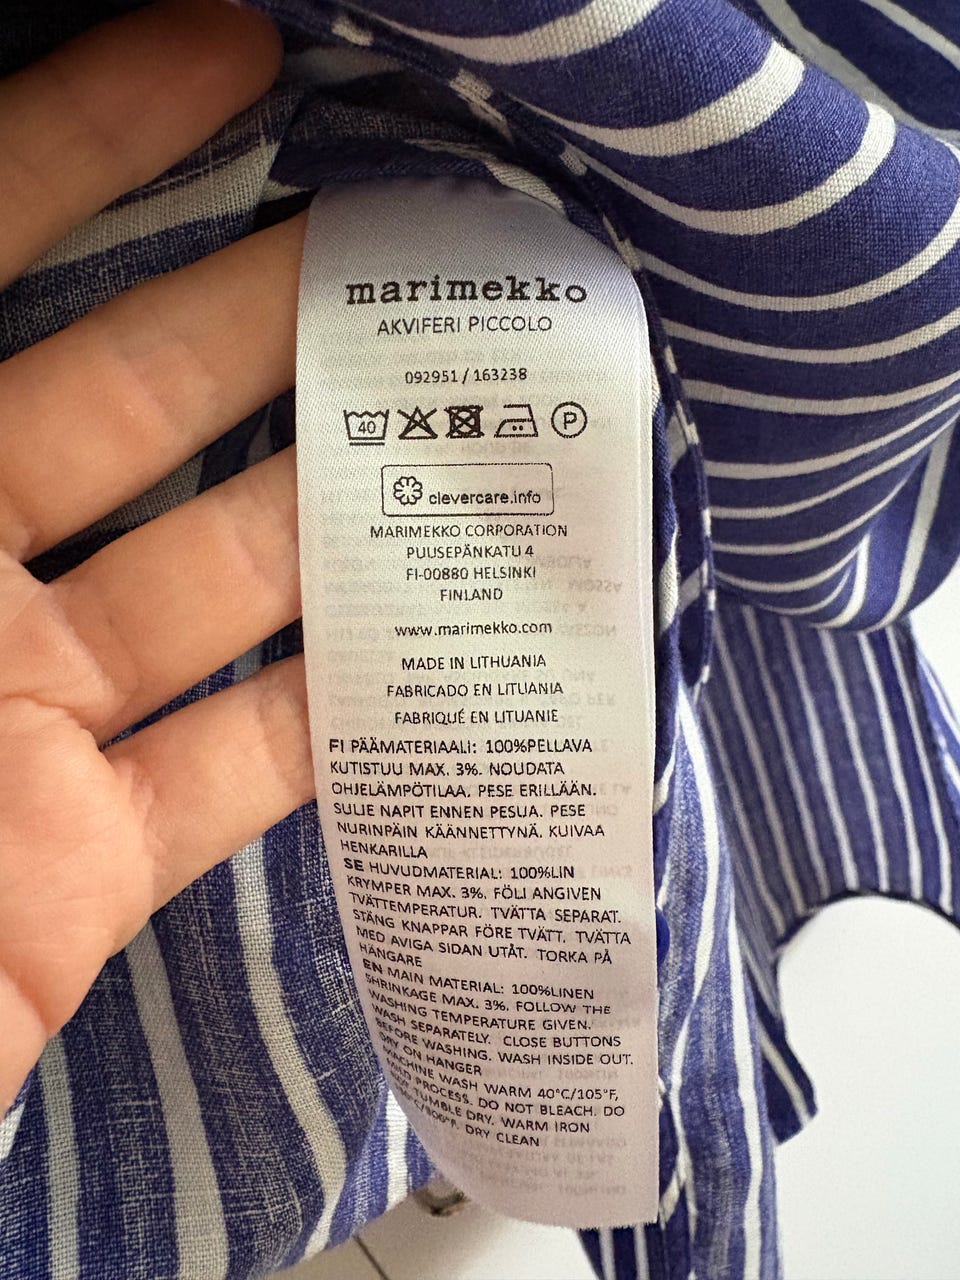 marimekko
AKVIFERI PICCOLO
092951 / 163238
40
P
clevercare.info
MARIMEKKO CORPORATION
PUUSEPÄNKATU 4
FI-00880 HELSINKI
FINLAND
www.marimekko.com
MADE IN LITHUANIA
FABRICADO EN LITUANIA
FABRIQUÉ EN LITUANIE
FI PÄÄMATERIAALI: 100%PELLAVA
KUTISTUU MAX. 3%. NOUDATA
OHJELÄMPÖTILAA. PESE ERILLÄÄN.
SULJE NAPIT ENNEN PESUA. PESE
NURINPÄIN KÄÄNNETTYNÄ. KUIVAA
HENKARILLA
SE HUVUDMATERIAL: 100%LIN
KRYMPER MAX. 3%. FÖLJ ANGIVEN
TVÄTTEMPERATUR. TVÄTTA SEPARAT.
STÄNG KNAPPAR FÖRE TVÄTT. TVÄTTA
MED AVIGA SIDAN UTÅT. TORKA PÅ
HÄNGARE
EN MAIN MATERIAL: 100%LINEN
SHRINKAGE MAX. 3%. FOLLOW THE
WASHING TEMPERATURE GIVEN.
WASH SEPARATELY. CLOSE BUTTONS
BEFORE WASHING. WASH INSIDE OUT.
DRY ON HANGER
MACHINE WASH WARM 40°C/105°F,
MILD PROCESS. DO NOT BLEACH. DO
NOT TUMBLE DRY. WARM IRON
DRY CLEAN